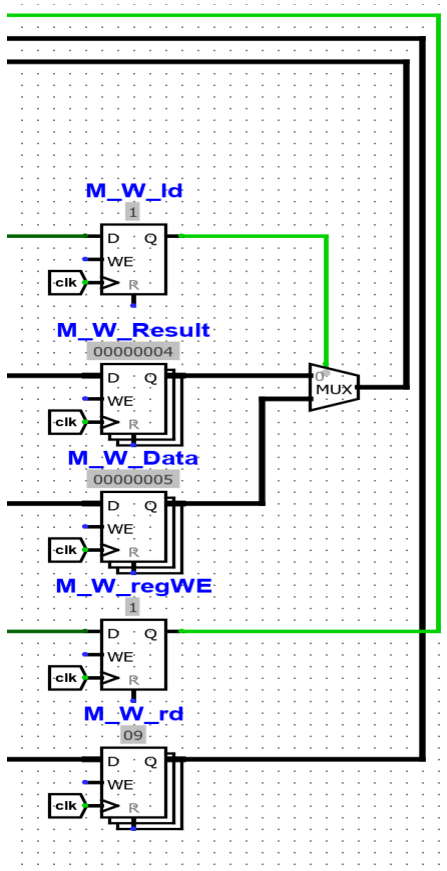 M_W_ld
1
D Q
WE
clk
R
M_W_Result
00000004
D Q
WE
clk
R
0
MUX
M_W_Data
00000005
D Q
WE
clk
R
M_W_regWE
1
D Q
WE
clk
R
M_W_rd
09
D Q
WE
clk
R